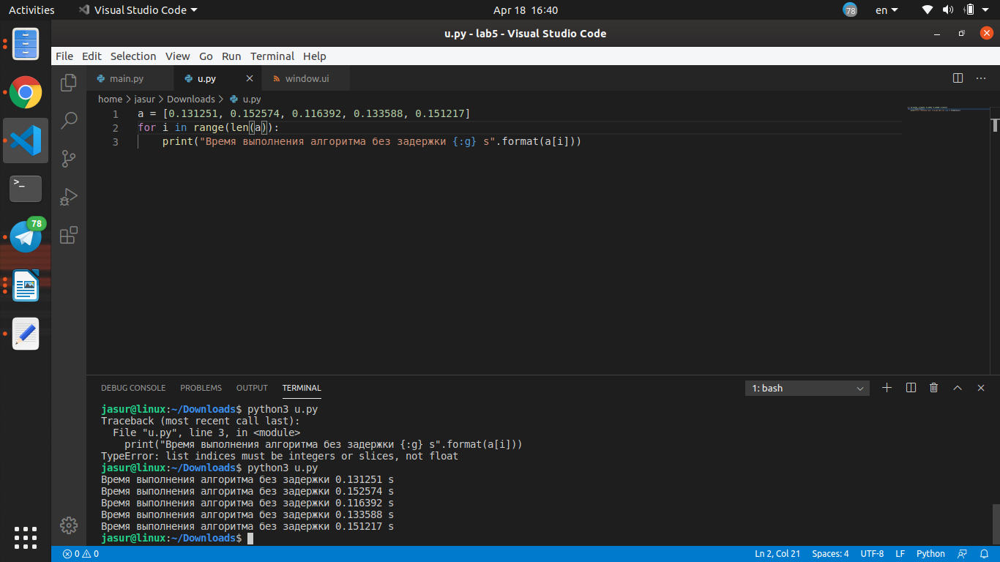 Activities Visual Studio Code Apr 18 16:40 78 en
u.py - lab5 - Visual Studio Code
File Edit Selection View Go Run Terminal Help
main.py u.py window.ui
home jasur Downloads u.py
1 a = [0.131251, 0.152574, 0.116392, 0.133588, 0.151217]
2 for i in range(len(a)):
3 print("Время выполнения алгоритма без задержки {:g} s".format(a[i]))
>_
78
DEBUG CONSOLE PROBLEMS OUTPUT TERMINAL 1: bash
jasur@linux:~/Downloads$ python3 u.py
Traceback (most recent call last):
File "u.py", line 3, in <module>
print("Время выполнения алгоритма без задержки {:g} s".format(a[i]))
TypeError: list indices must be integers or slices, not float
jasur@linux:~/Downloads$ python3 u.py
Время выполнения алгоритма без задержки 0.131251 s
Время выполнения алгоритма без задержки 0.152574 s
Время выполнения алгоритма без задержки 0.116392 s
Время выполнения алгоритма без задержки 0.133588 s
Время выполнения алгоритма без задержки 0.151217 s
jasur@linux:~/Downloads$
0 0 Ln 2, Col 21 Spaces: 4 UTF-8 LF Python